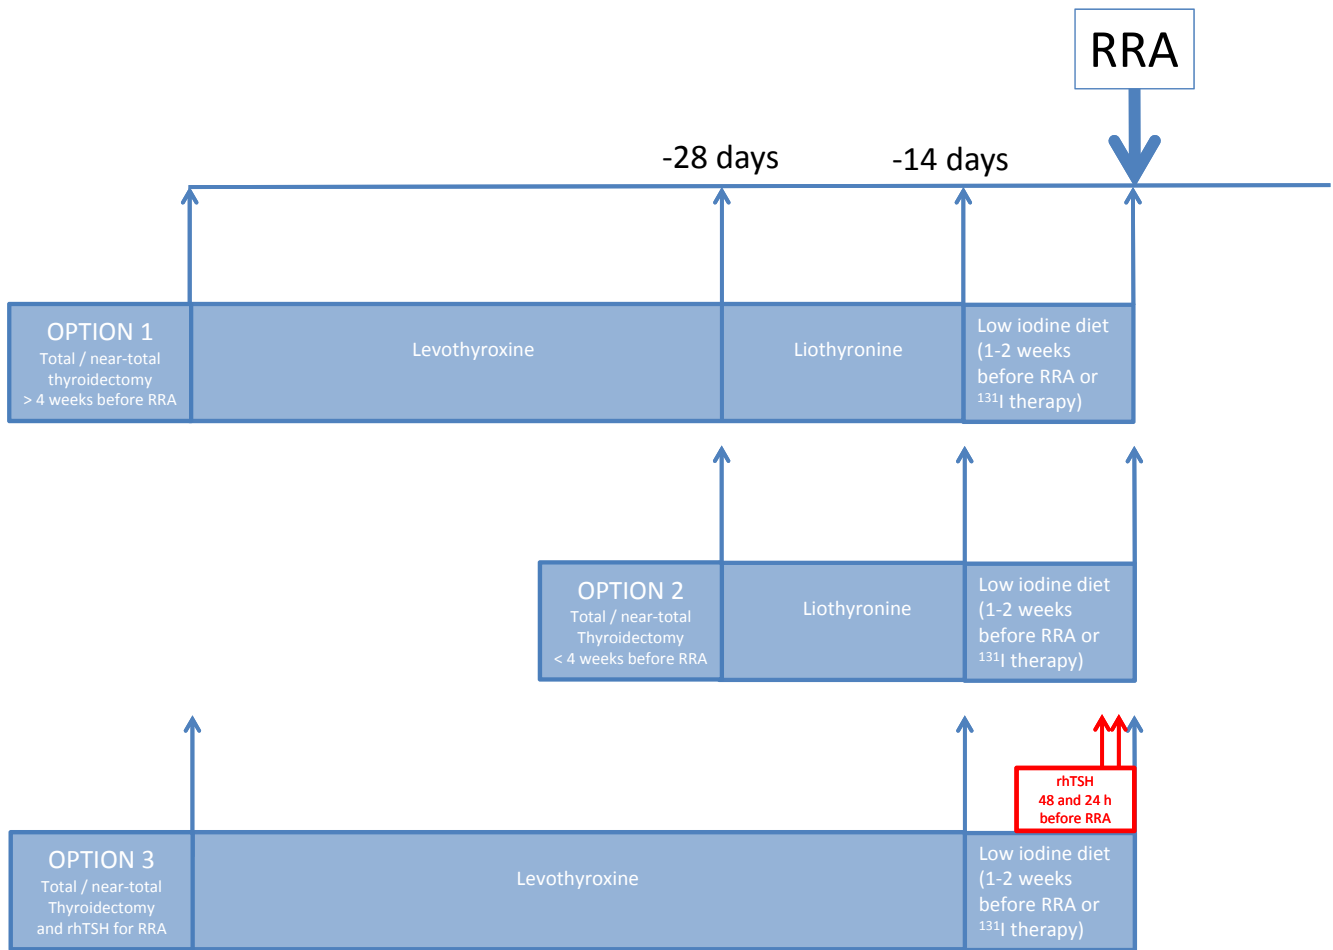 RRA
-28 days
-14 days
OPTION 1
Total / near-total
thyroidectomy
> 4 weeks before RRA
Levothyroxine
Liothyronine
Low iodine diet
(1-2 weeks
before RRA or
¹³¹I therapy)
OPTION 2
Total / near-total
Thyroidectomy
< 4 weeks before RRA
Liothyronine
Low iodine diet
(1-2 weeks
before RRA or
¹³¹I therapy)
rhTSH
48 and 24 h
before RRA
OPTION 3
Total / near-total
Thyroidectomy
and rhTSH for RRA
Levothyroxine
Low iodine diet
(1-2 weeks
before RRA or
¹³¹I therapy)